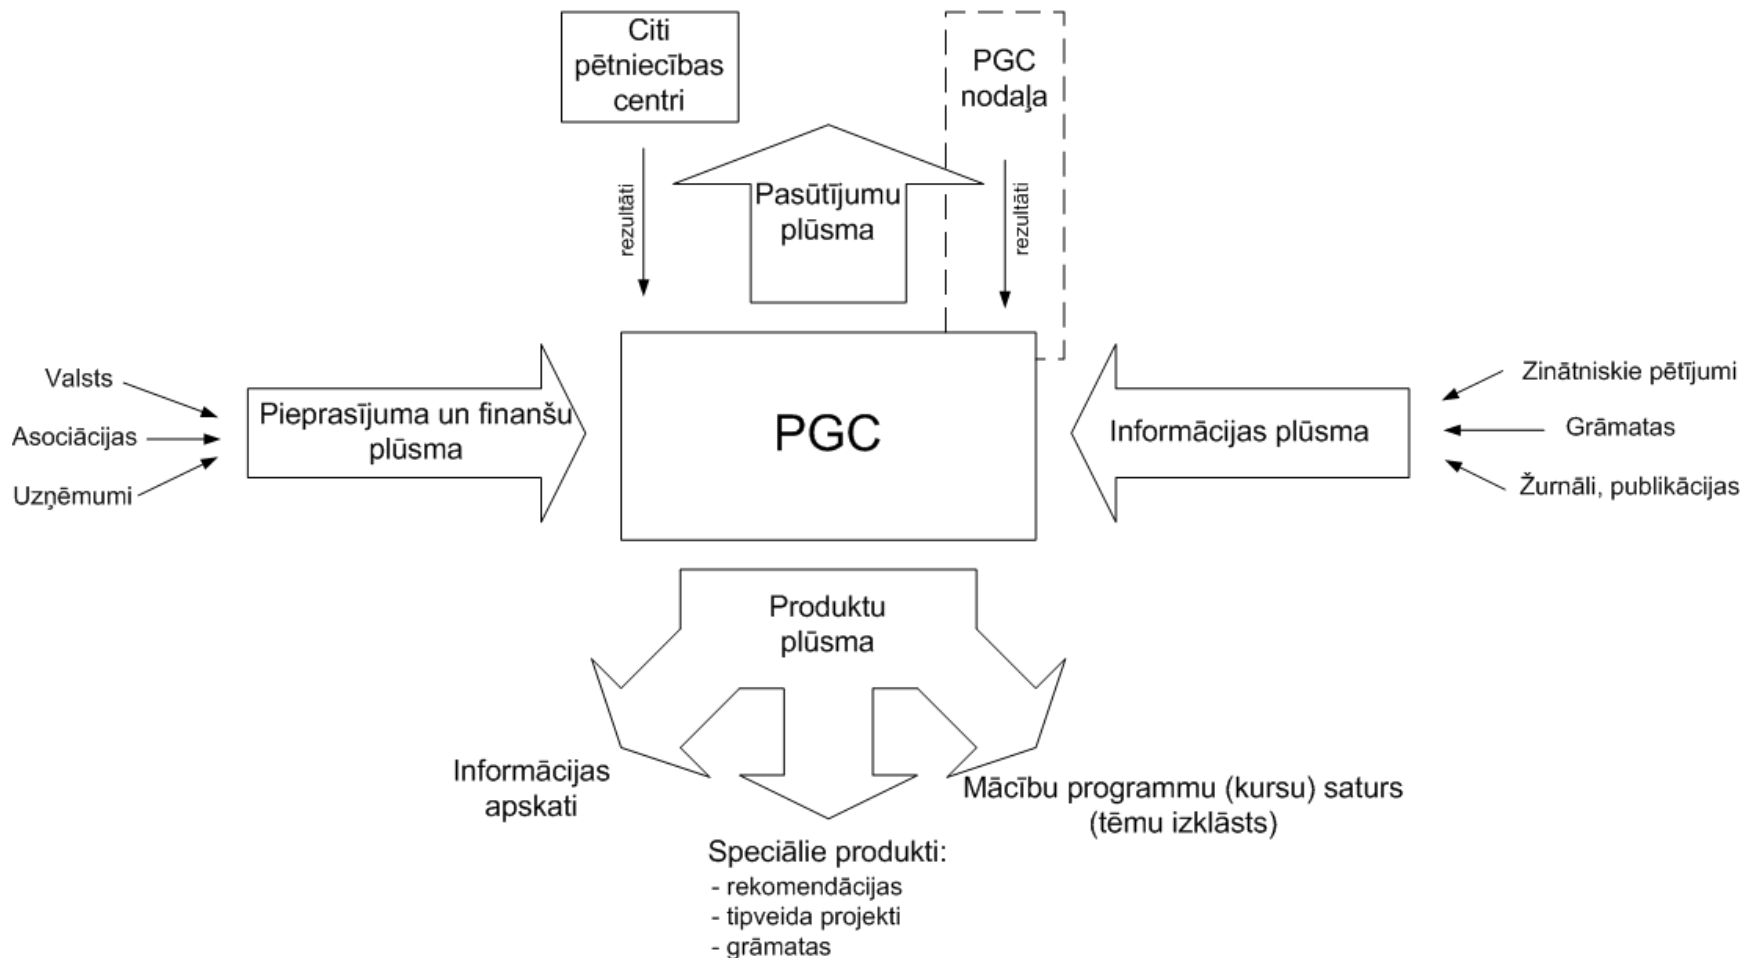 Citi
pētniecības
centri
PGC
nodaļa
rezultāti
Pasūtījumu
plūsma
rezultāti
Valsts
Asociācijas
Uzņēmumi
Pieprasījuma un finanšu
plūsma
PGC
Informācijas plūsma
Zinātniskie pētījumi
Grāmatas
Žurnāli, publikācijas
Produktu
plūsma
Informācijas
apskati
Mācību programmu (kursu) saturs
(tēmu izklāsts)
Speciālie produkti:
- rekomendācijas
- tipveida projekti
- grāmatas